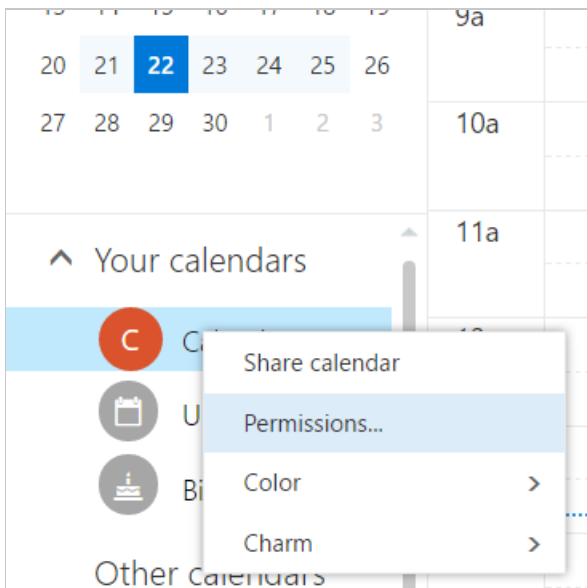 9a
20 21 22 23 24 25 26
27 28 29 30 1 2 3
10a
11a
Your calendars
C
Share calendar
Permissions...
Color
Charm
Other calendars